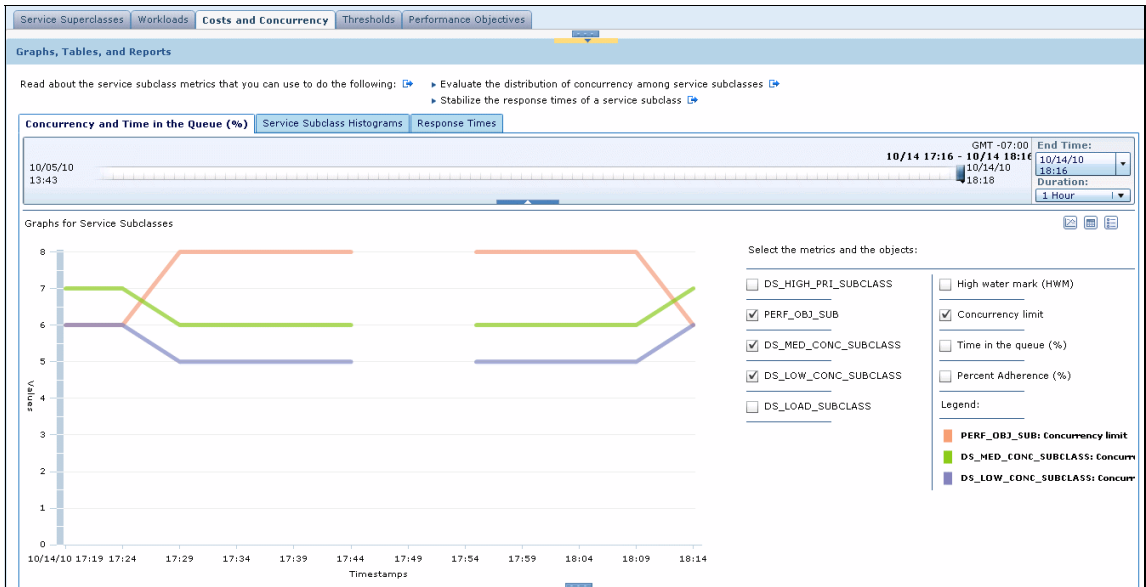 Service Superclasses Workloads Costs and Concurrency Thresholds Performance Objectives
Graphs, Tables, and Reports
Read about the service subclass metrics that you can use to do the following:
Evaluate the distribution of concurrency among service subclasses
Stabilize the response times of a service subclass
Concurrency and Time in the Queue (%) Service Subclass Histograms Response Times
GMT -07:00
10/14 17:16 - 10/14 18:16
10/05/10
13:43
10/14/10
18:18
End Time:
10/14/10
18:16
Duration:
1 Hour
Graphs for Service Subclasses
8
7
6
5
4
3
2
1
0
Values
10/14/10 17:19 17:24 17:29 17:34 17:39 17:44 17:49 17:54 17:59 18:04 18:09 18:14
Timestamps
Select the metrics and the objects:
DS_HIGH_PRI_SUBCLASS
PERF_OBJ_SUB
DS_MED_CONC_SUBCLASS
DS_LOW_CONC_SUBCLASS
DS_LOAD_SUBCLASS
High water mark (HWM)
Concurrency limit
Time in the queue (%)
Percent Adherence (%)
Legend:
PERF_OBJ_SUB: Concurrency limit
DS_MED_CONC_SUBCLASS: Concurr
DS_LOW_CONC_SUBCLASS: Concurr